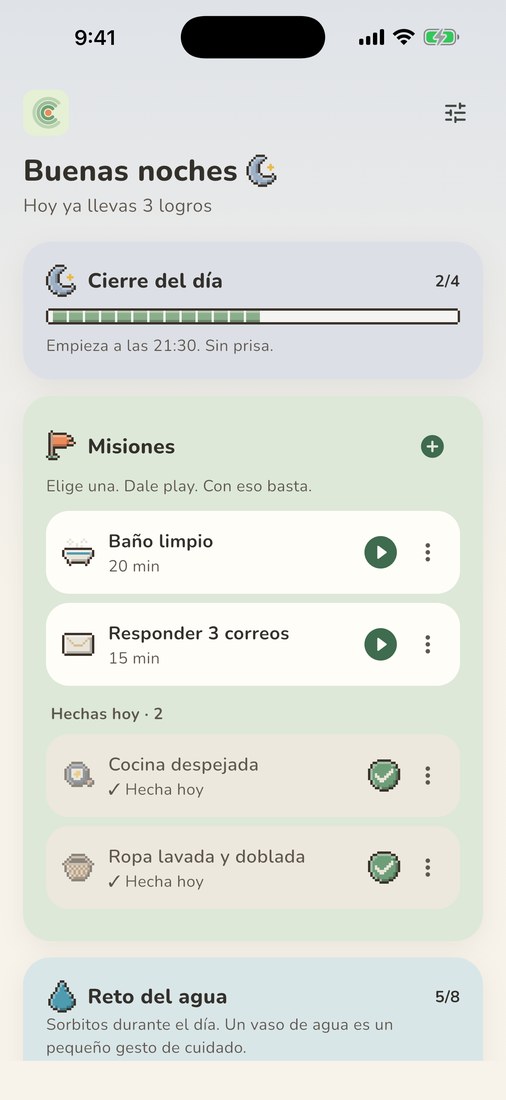 9:41
Buenas noches
Hoy ya llevas 3 logros
Cierre del día
2/4
Empieza a las 21:30. Sin prisa.
Misiones
Elige una. Dale play. Con eso basta.
Baño limpio
20 min
Responder 3 correos
15 min
Hechas hoy · 2
Cocina despejada
✓ Hecha hoy
Ropa lavada y doblada
✓ Hecha hoy
Reto del agua
5/8
Sorbitos durante el día. Un vaso de agua es un
pequeño gesto de cuidado.